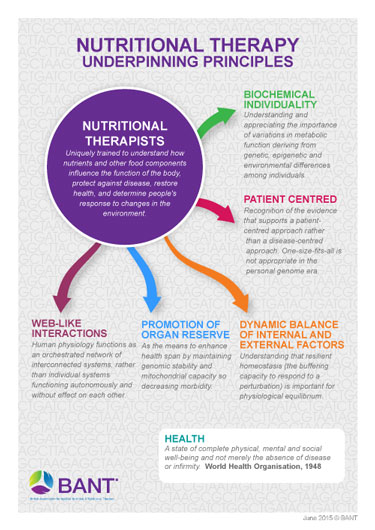 NUTRITIONAL THERAPY
UNDERPINNING PRINCIPLES
NUTRITIONAL
THERAPISTS
Uniquely trained to understand how
nutrients and other food components
influence the function of the body,
protect against disease, restore
health, and determine people's
response to changes in the
environment.
BIOCHEMICAL
INDIVIDUALITY
Understanding and
appreciating the importance
of variations in metabolic
function deriving from
genetic, epigenetic and
environmental differences
among individuals.
PATIENT CENTRED
Recognition of the evidence
that supports a patient-
centred approach rather
than a disease-centred
approach. One-size-fits-all is
not appropriate in the
personal genome era.
WEB-LIKE
INTERACTIONS
Human physiology functions as
an orchestrated network of
interconnected systems, rather
than individual systems
functioning autonomously and
without effect on each other.
PROMOTION OF
ORGAN RESERVE
As the means to enhance
health span by maintaining
genomic stability and
mitochondrial capacity so
decreasing morbidity.
DYNAMIC BALANCE
OF INTERNAL AND
EXTERNAL FACTORS
Understanding that resilient
homeostasis (the buffering
capacity to respond to a
perturbation) is important for
physiological equilibrium.
HEALTH
A state of complete physical, mental and social
well-being and not merely the absence of disease
or infirmity. World Health Organisation, 1948
BANT
June 2015 © BANT